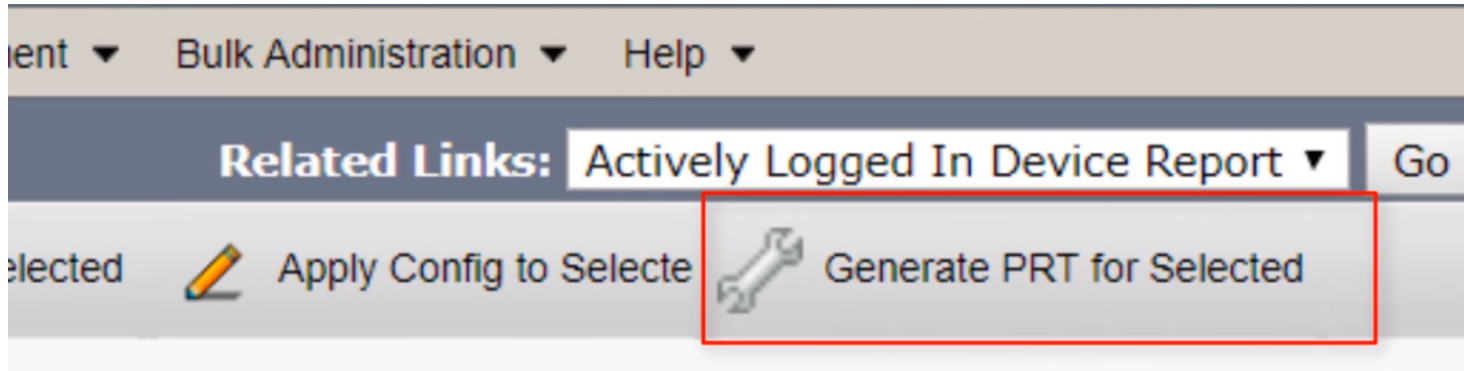 ent ▼ Bulk Administration ▼ Help ▼
Related Links: Actively Logged In Device Report ▼ Go
elected Apply Config to Selecte Generate PRT for Selected